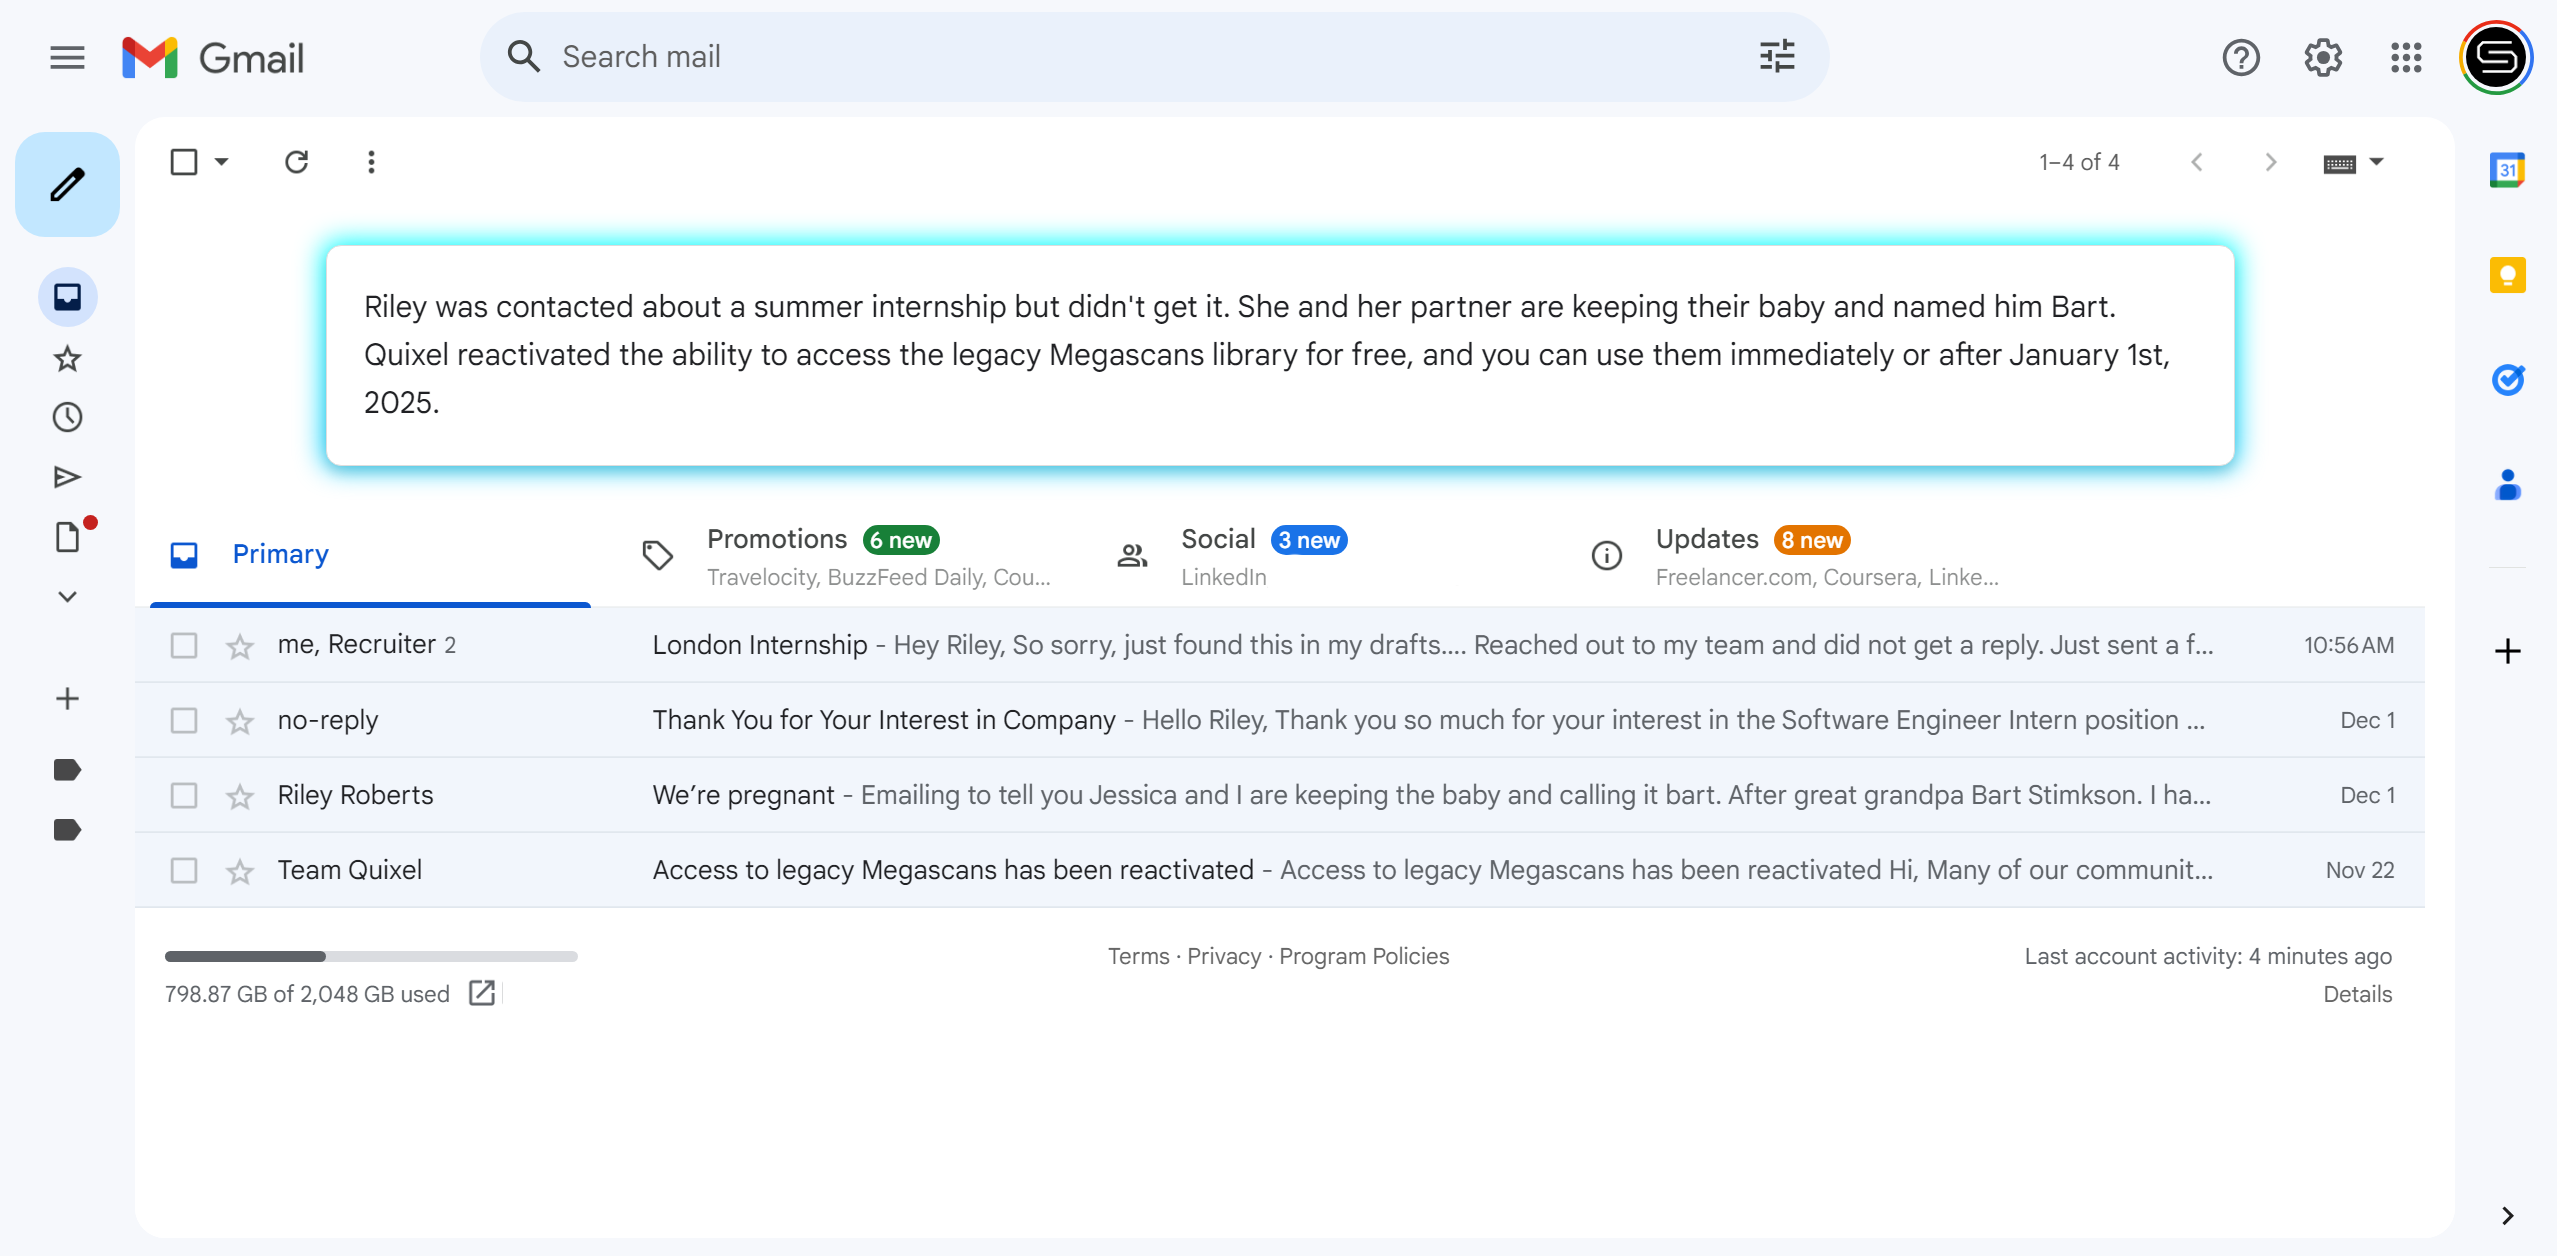 Gmail
Search mail
1–4 of 4
31
Riley was contacted about a summer internship but didn't get it. She and her partner are keeping their baby and named him Bart.
Quixel reactivated the ability to access the legacy Megascans library for free, and you can use them immediately or after January 1st,
2025.
Primary
Promotions 6 new
Travelocity, BuzzFeed Daily, Cou...
Social 3 new
LinkedIn
Updates 8 new
Freelancer.com, Coursera, Linke...
me, Recruiter 2 London Internship - Hey Riley, So sorry, just found this in my drafts.... Reached out to my team and did not get a reply. Just sent a f... 10:56 AM
no-reply Thank You for Your Interest in Company - Hello Riley, Thank you so much for your interest in the Software Engineer Intern position ... Dec 1
Riley Roberts We’re pregnant - Emailing to tell you Jessica and I are keeping the baby and calling it bart. After great grandpa Bart Stimkson. I ha... Dec 1
Team Quixel Access to legacy Megascans has been reactivated - Access to legacy Megascans has been reactivated Hi, Many of our communit... Nov 22
798.87 GB of 2,048 GB used
Terms · Privacy · Program Policies
Last account activity: 4 minutes ago
Details